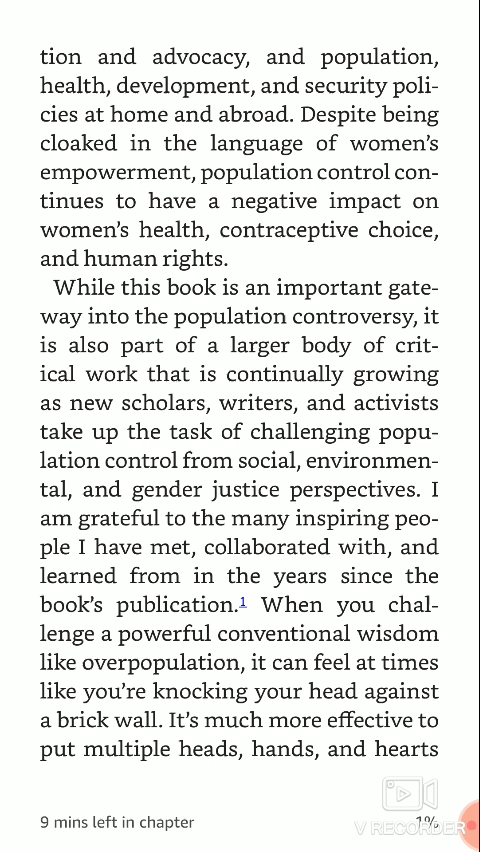 tion and advocacy, and population,
health, development, and security poli-
cies at home and abroad. Despite being
cloaked in the language of women's
empowerment, population control con-
tinues to have a negative impact on
women's health, contraceptive choice,
and human rights.
While this book is an important gate-
way into the population controversy, it
is also part of a larger body of crit-
ical work that is continually growing
as new scholars, writers, and activists
take up the task of challenging popu-
lation control from social, environmen-
tal, and gender justice perspectives. I
am grateful to the many inspiring peo-
ple I have met, collaborated with, and
learned from in the years since the
book's publication.1 When you chal-
lenge a powerful conventional wisdom
like overpopulation, it can feel at times
like you're knocking your head against
a brick wall. It's much more effective to
put multiple heads, hands, and hearts
9 mins left in chapter 1%
V RECORDER